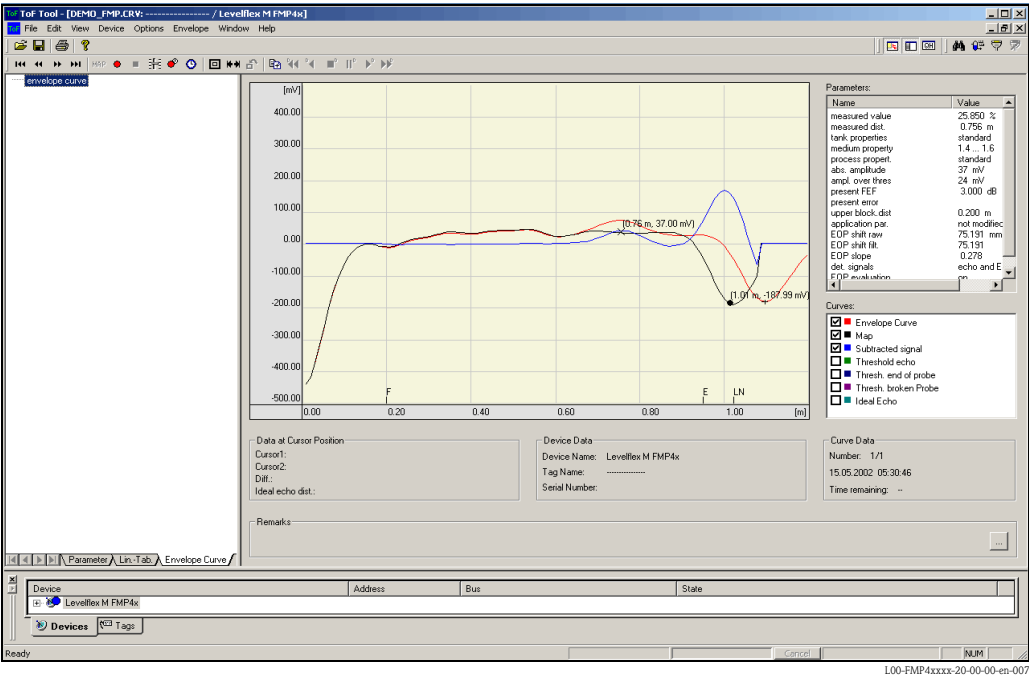 ToF Tool - [DEMO_FMP.CRV: --------------- / Levelflex M FMP4x]
File Edit View Device Options Envelope Window Help
MAP
envelope curve
[mV]
400.00
300.00
200.00
100.00
0.00
-100.00
-200.00
-300.00
-400.00
-500.00
(0.76 m, 37.00 mV)
(1.01 m, -187.99 mV)
F E LN
0.00 0.20 0.40 0.60 0.80 1.00 [m]
Parameters:
Name Value
measured value 25.850 %
measured dist. 0.756 m
tank properties standard
medium property 1.4 ... 1.6
process propert. standard
abs. amplitude 37 mV
ampl. over thres 24 mV
present FEF 3.000 dB
present error
upper block.dist 0.200 m
application par. not modifiec
EOP shift raw 75.191 mm
EOP shift filt. 75.191
EOP slope 0.278
det. signals echo and E
EOP evaluation on
Curves:
Envelope Curve
Map
Subtracted signal
Threshold echo
Thresh. end of probe
Thresh. broken Probe
Ideal Echo
Data at Cursor Position
Cursor1:
Cursor2:
Diff.:
Ideal echo dist.:
Device Data
Device Name: Levelflex M FMP4x
Tag Name: ---------------
Serial Number:
Curve Data
Number: 1/1
15.05.2002 05:30:46
Time remaining: --
Remarks
...
Parameter Lin.-Tab. Envelope Curve
Device Address Bus State
Levelflex M FMP4x
Devices Tags
Ready Cancel NUM
L00-FMP4xxxx-20-00-00-en-007